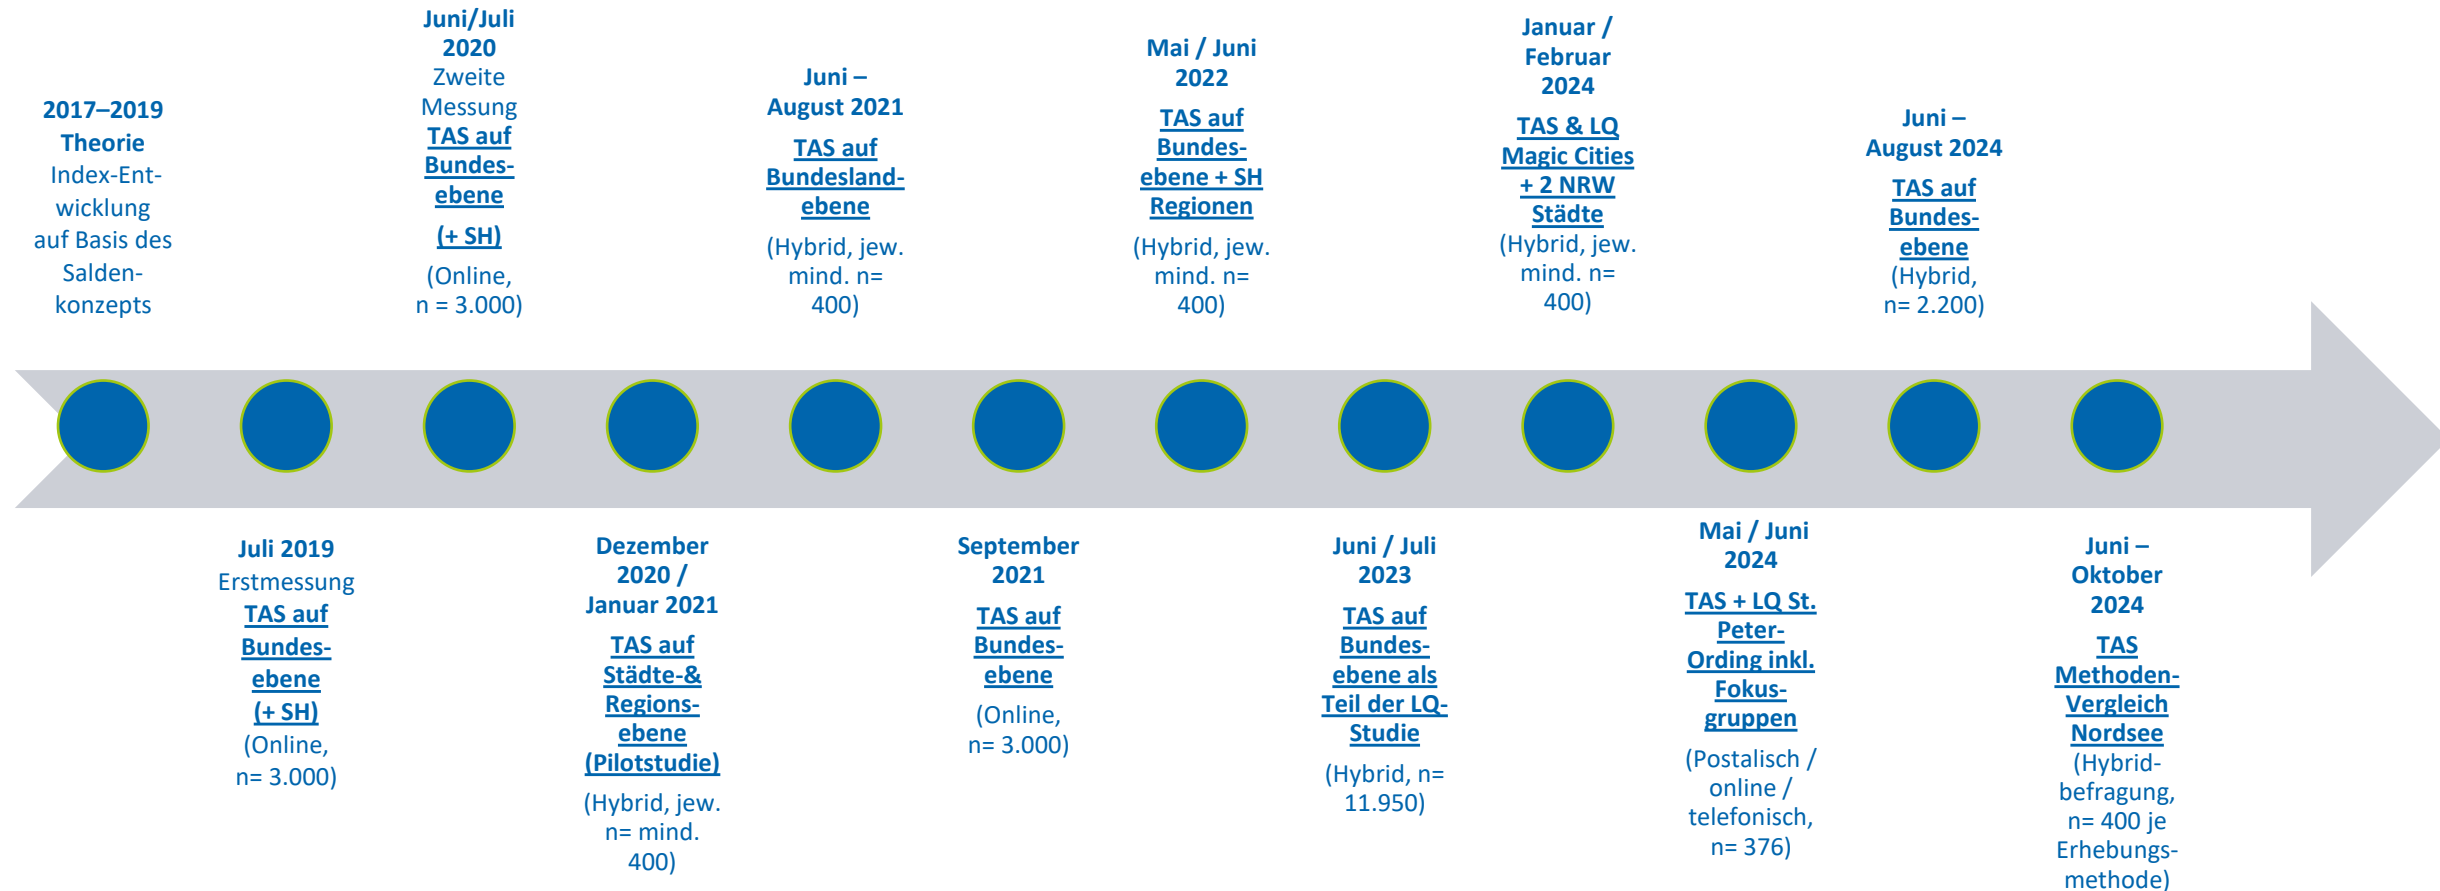 2017–2019
Theorie
Index-Ent-
wicklung
auf Basis des
Salden-
konzepts
Juli 2019
Erstmessung
TAS auf
Bundes-
ebene
(+ SH)
(Online,
n= 3.000)
Juni/Juli
2020
Zweite
Messung
TAS auf
Bundes-
ebene
(+ SH)
(Online,
n = 3.000)
Dezember
2020 /
Januar 2021
TAS auf
Städte-&
Regions-
ebene
(Pilotstudie)
(Hybrid, jew.
n= mind.
400)
Juni –
August 2021
TAS auf
Bundesland-
ebene
(Hybrid, jew.
mind. n=
400)
September
2021
TAS auf
Bundes-
ebene
(Online,
n= 3.000)
Mai / Juni
2022
TAS auf
Bundes-
ebene + SH
Regionen
(Hybrid, jew.
mind. n=
400)
Juni / Juli
2023
TAS auf
Bundes-
ebene als
Teil der LQ-
Studie
(Hybrid, n=
11.950)
Januar /
Februar
2024
TAS & LQ
Magic Cities
+ 2 NRW
Städte
(Hybrid, jew.
mind. n=
400)
Mai / Juni
2024
TAS + LQ St.
Peter-
Ording inkl.
Fokus-
gruppen
(Postalisch /
online /
telefonisch,
n= 376)
Juni –
August 2024
TAS auf
Bundes-
ebene
(Hybrid,
n= 2.200)
Juni –
Oktober
2024
TAS
Methoden-
Vergleich
Nordsee
(Hybrid-
befragung,
n= 400 je
Erhebungs-
methode)